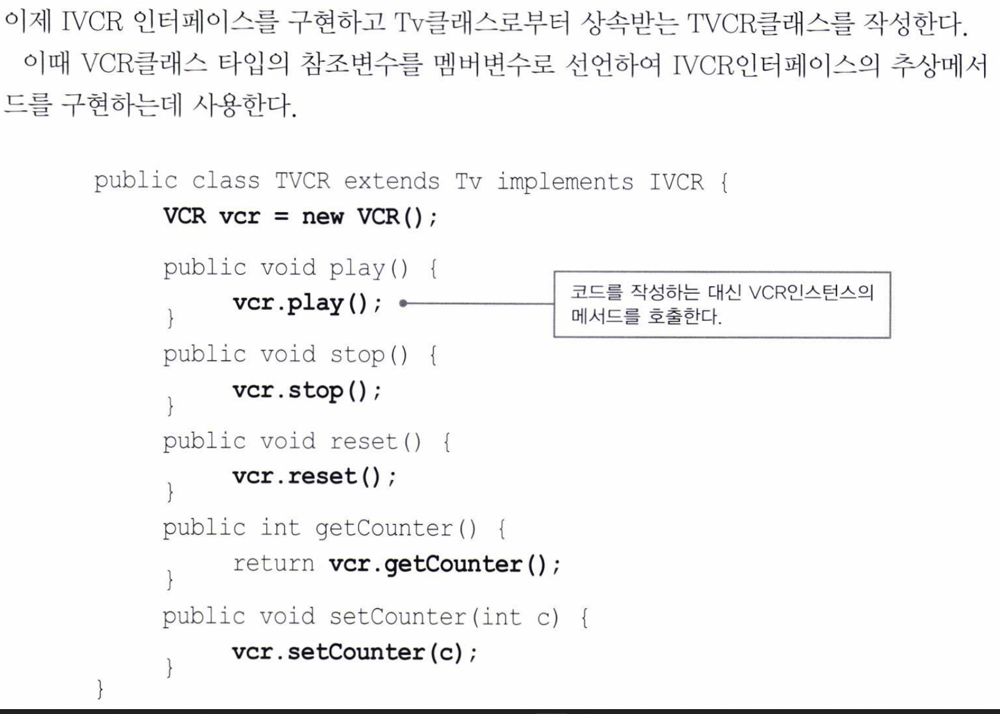 이제 IVCR 인터페이스를 구현하고 Tv클래스로부터 상속받는 TVCR클래스를 작성한다.
이때 VCR클래스 타입의 참조변수를 멤버변수로 선언하여 IVCR인터페이스의 추상메서
드를 구현하는데 사용한다.
public class TVCR extends Tv implements IVCR {
VCR vcr = new VCR();
public void play() {
vcr.play();
코드를 작성하는 대신 VCR인스턴스의
메서드를 호출한다.
}
public void stop() {
vcr.stop();
}
public void reset() {
vcr.reset();
}
public int getCounter() {
return vcr.getCounter();
}
public void setCounter(int c) {
vcr.setCounter(c);
}
}